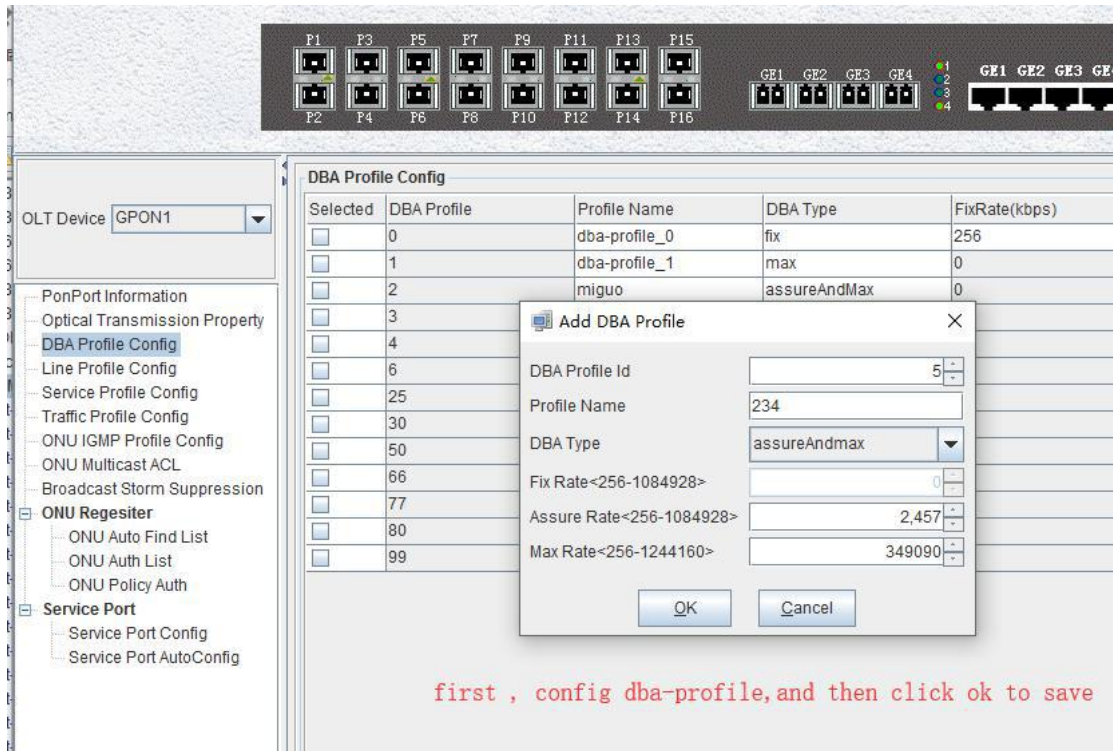 P1 P3 P5 P7 P9 P11 P13 P15
GE1 GE2 GE3 GE4
1
2
3
4
GE1 GE2 GE3
P2 P4 P6 P8 P10 P12 P14 P16
OLT Device GPON1
PonPort Information
Optical Transmission Property
DBA Profile Config
Line Profile Config
Service Profile Config
Traffic Profile Config
ONU IGMP Profile Config
ONU Multicast ACL
Broadcast Storm Suppression
ONU Regesiter
ONU Auto Find List
ONU Auth List
ONU Policy Auth
Service Port
Service Port Config
Service Port AutoConfig
DBA Profile Config
Selected DBA Profile Profile Name DBA Type FixRate(kbps)
0 dba-profile_0 fix 256
1 dba-profile_1 max 0
2 miguo assureAndMax 0
3
4
6
25
30
50
66
77
80
99
Add DBA Profile
DBA Profile Id 5
Profile Name 234
DBA Type assureAndmax
Fix Rate<256-1084928> 0
Assure Rate<256-1084928> 2,457
Max Rate<256-1244160> 349090
OK Cancel
first , config dba-profile,and then click ok to save